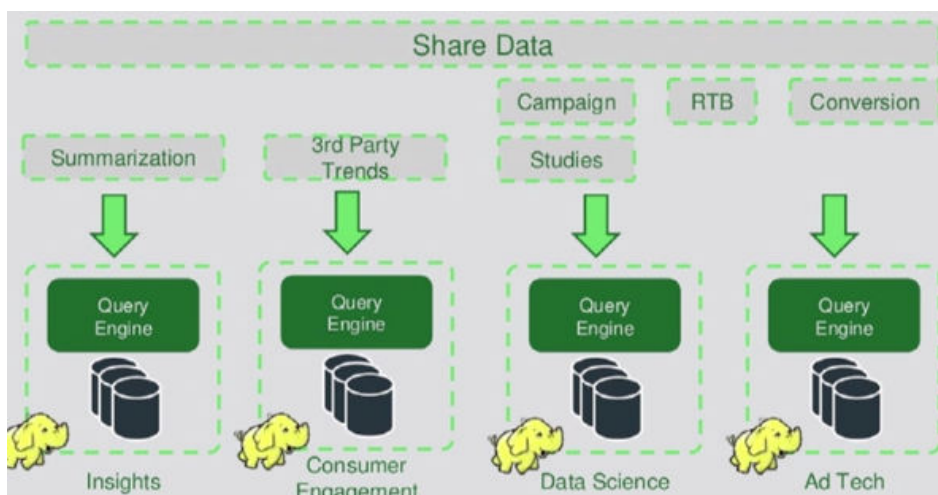 Share Data
Campaign
RTB
Conversion
Summarization
3rd Party
Trends
Studies
Query
Engine
Query
Engine
Query
Engine
Query
Engine
Insights
Consumer
Engagement
Data Science
Ad Tech